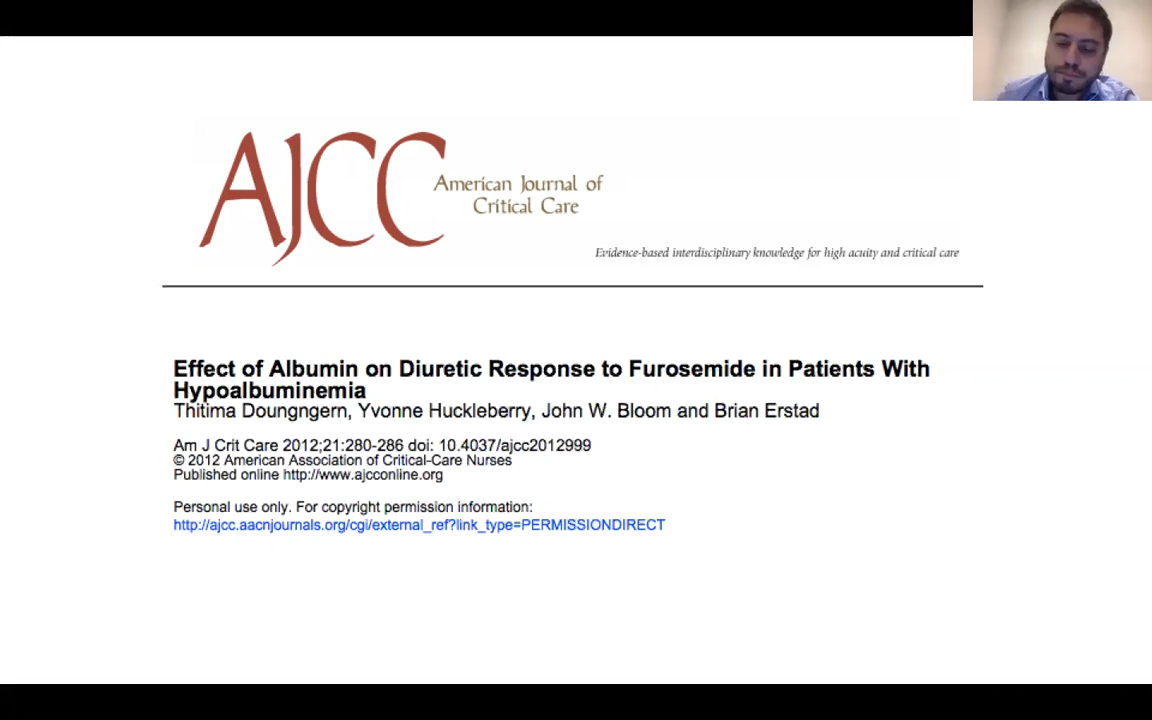 AJCC
American Journal of
Critical Care
Evidence-based interdisciplinary knowledge for high acuity and critical care
Effect of Albumin on Diuretic Response to Furosemide in Patients With
Hypoalbuminemia
Thitima Doungngern, Yvonne Huckleberry, John W. Bloom and Brian Erstad
Am J Crit Care 2012;21:280-286 doi: 10.4037/ajcc2012999
© 2012 American Association of Critical-Care Nurses
Published online http://www.ajcconline.org
Personal use only. For copyright permission information:
http://ajcc.aacnjournals.org/cgi/external_ref?link_type=PERMISSIONDIRECT